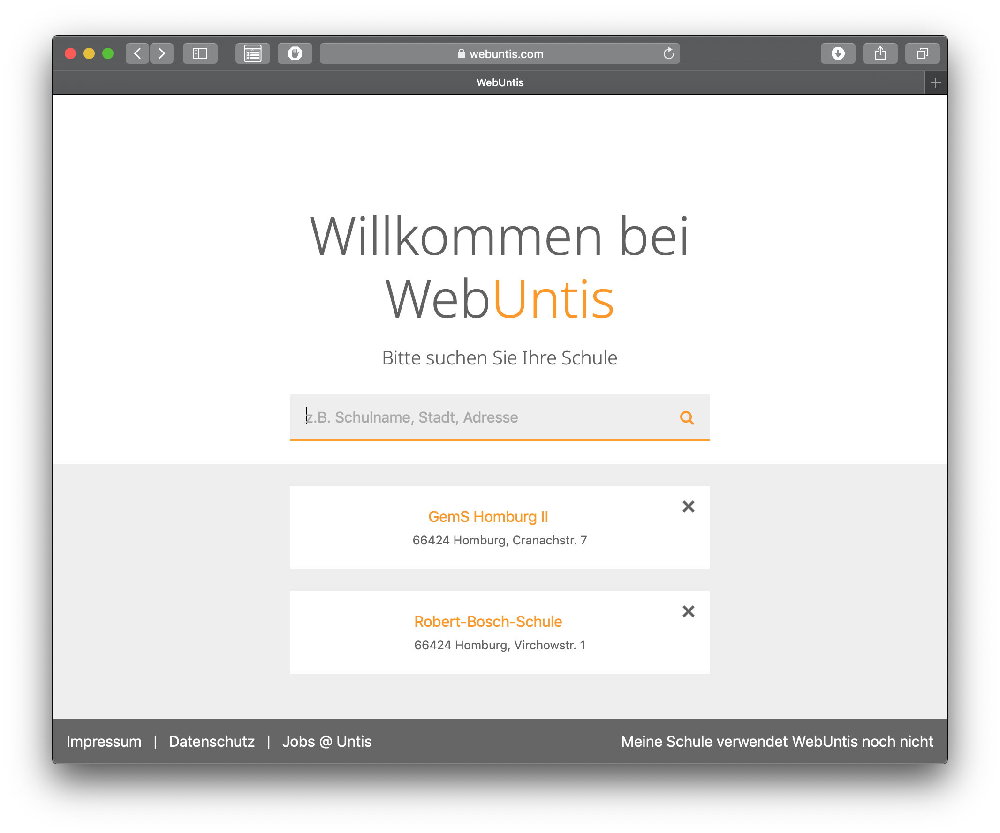 webuntis.com
WebUntis
Willkommen bei
WebUntis
Bitte suchen Sie Ihre Schule
z.B. Schulname, Stadt, Adresse
GemS Homburg II
66424 Homburg, Cranachstr. 7
Robert-Bosch-Schule
66424 Homburg, Virchowstr. 1
Impressum | Datenschutz | Jobs @ Untis Meine Schule verwendet WebUntis noch nicht